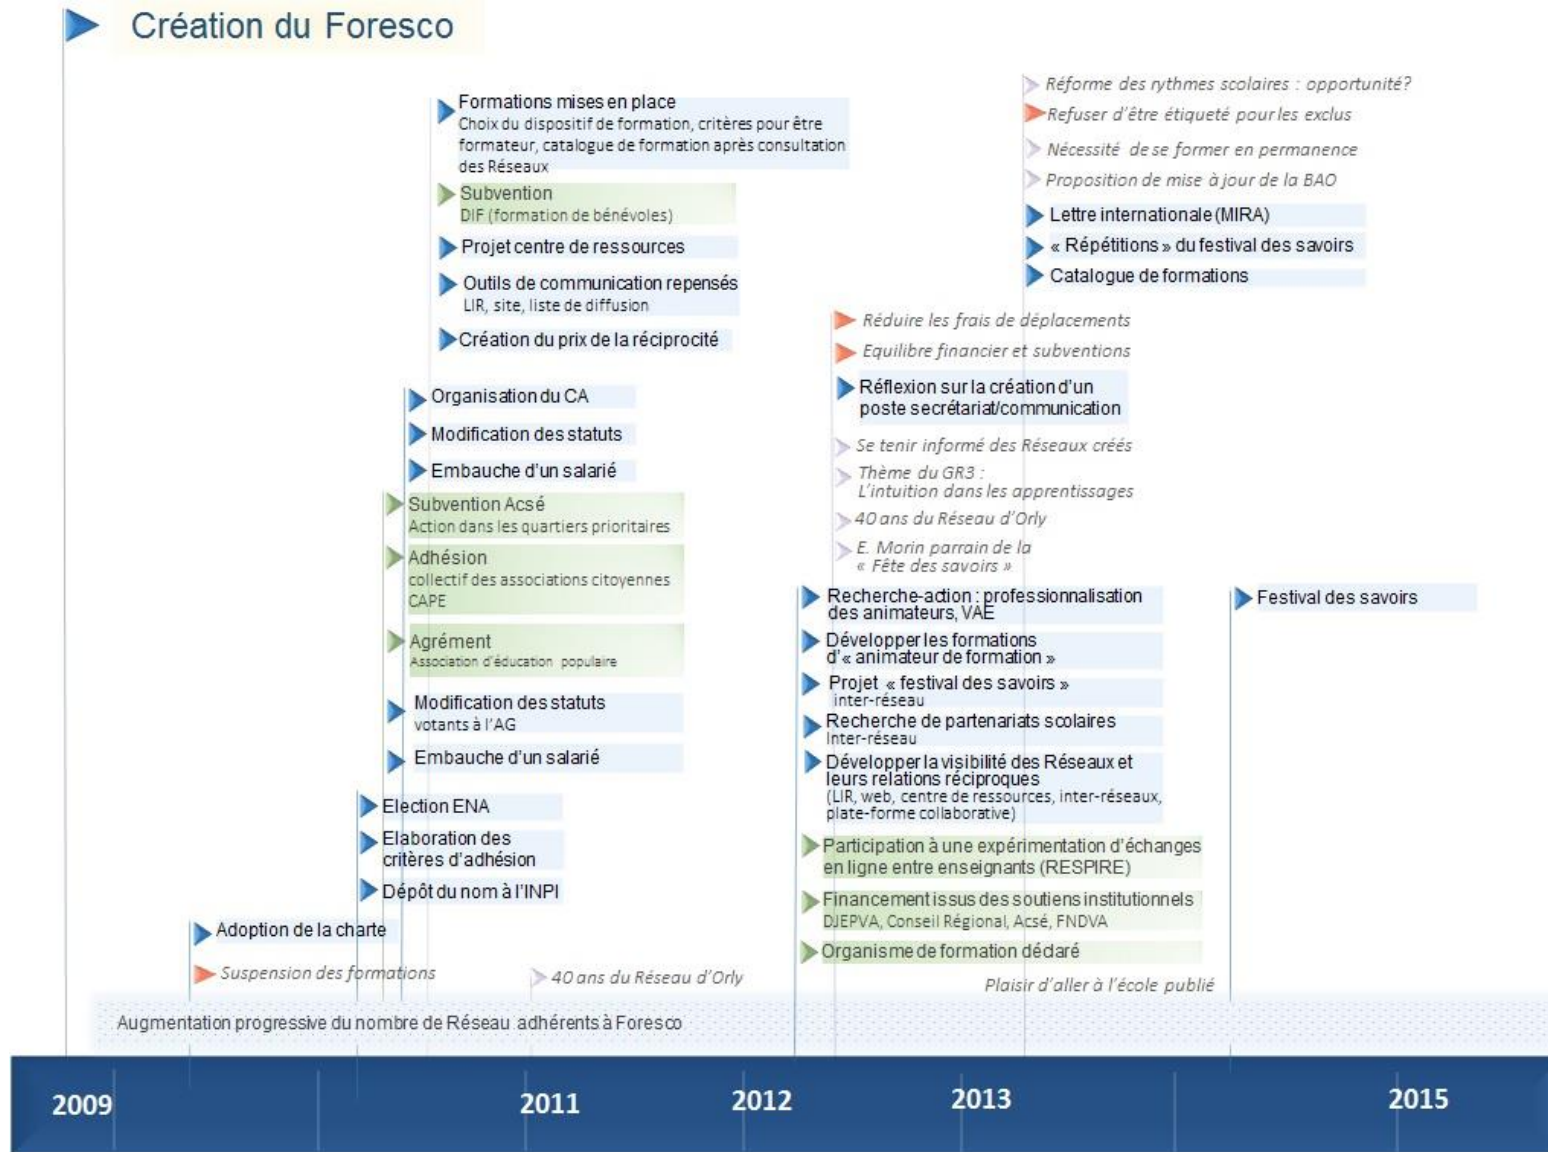 Création du Foresco
Formations mises en place
Choix du dispositif de formation, critères pour être
formateur, catalogue de formation après consultation
des Réseaux
Subvention
DIF (formation de bénévoles)
Projet centre de ressources
Outils de communication repensés
LIR, site, liste de diffusion
Création du prix de la réciprocité
Organisation du CA
Modification des statuts
Embauche d'un salarié
Subvention Acsé
Action dans les quartiers prioritaires
Adhésion
collectif des associations citoyennes
CAPE
Agrément
Association d'éducation populaire
Modification des statuts
votants à l'AG
Embauche d'un salarié
Election ENA
Elaboration des
critères d'adhésion
Dépôt du nom à l'INPI
Adoption de la charte
Suspension des formations
40 ans du Réseau d'Orly
Réforme des rythmes scolaires : opportunité?
Refuser d'être étiqueté pour les exclus
Nécessité de se former en permanence
Proposition de mise à jour de la BAO
Lettre internationale (MIRA)
« Répétitions » du festival des savoirs
Catalogue de formations
Réduire les frais de déplacements
Equilibre financier et subventions
Réflexion sur la création d'un
poste secrétariat/communication
Se tenir informé des Réseaux créés
Thème du GR3 :
L'intuition dans les apprentissages
40 ans du Réseau d'Orly
E. Morin parrain de la
« Fête des savoirs »
Recherche-action : professionnalisation
des animateurs, VAE
Développer les formations
d'« animateur de formation »
Projet « festival des savoirs »
inter-réseau
Recherche de partenariats scolaires
Inter-réseau
Développer la visibilité des Réseaux et
leurs relations réciproques
(LIR, web, centre de ressources, inter-réseaux,
plate-forme collaborative)
Participation à une expérimentation d'échanges
en ligne entre enseignants (RESPIRE)
Financement issus des soutiens institutionnels
DJEPVA, Conseil Régional, Acsé, FNDVA
Organisme de formation déclaré
Plaisir d'aller à l'école publié
Festival des savoirs
Augmentation progressive du nombre de Réseau adhérents à Foresco
2009
2011
2012
2013
2015